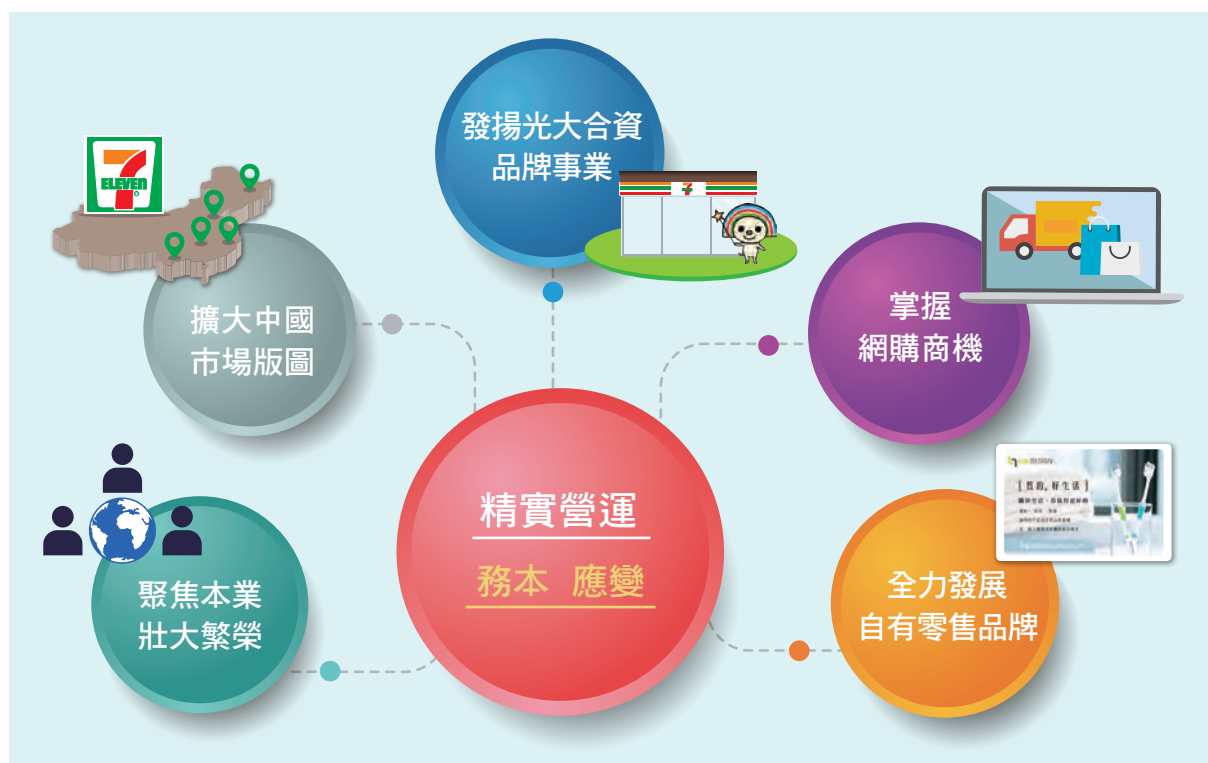 發揚光大合資
品牌事業
7
ELEVEN
擴大中國
市場版圖
掌握
網購商機
精實營運
務本 應變
聚焦本業
壯大繁榮
DESIGN
全力發展
自有零售品牌